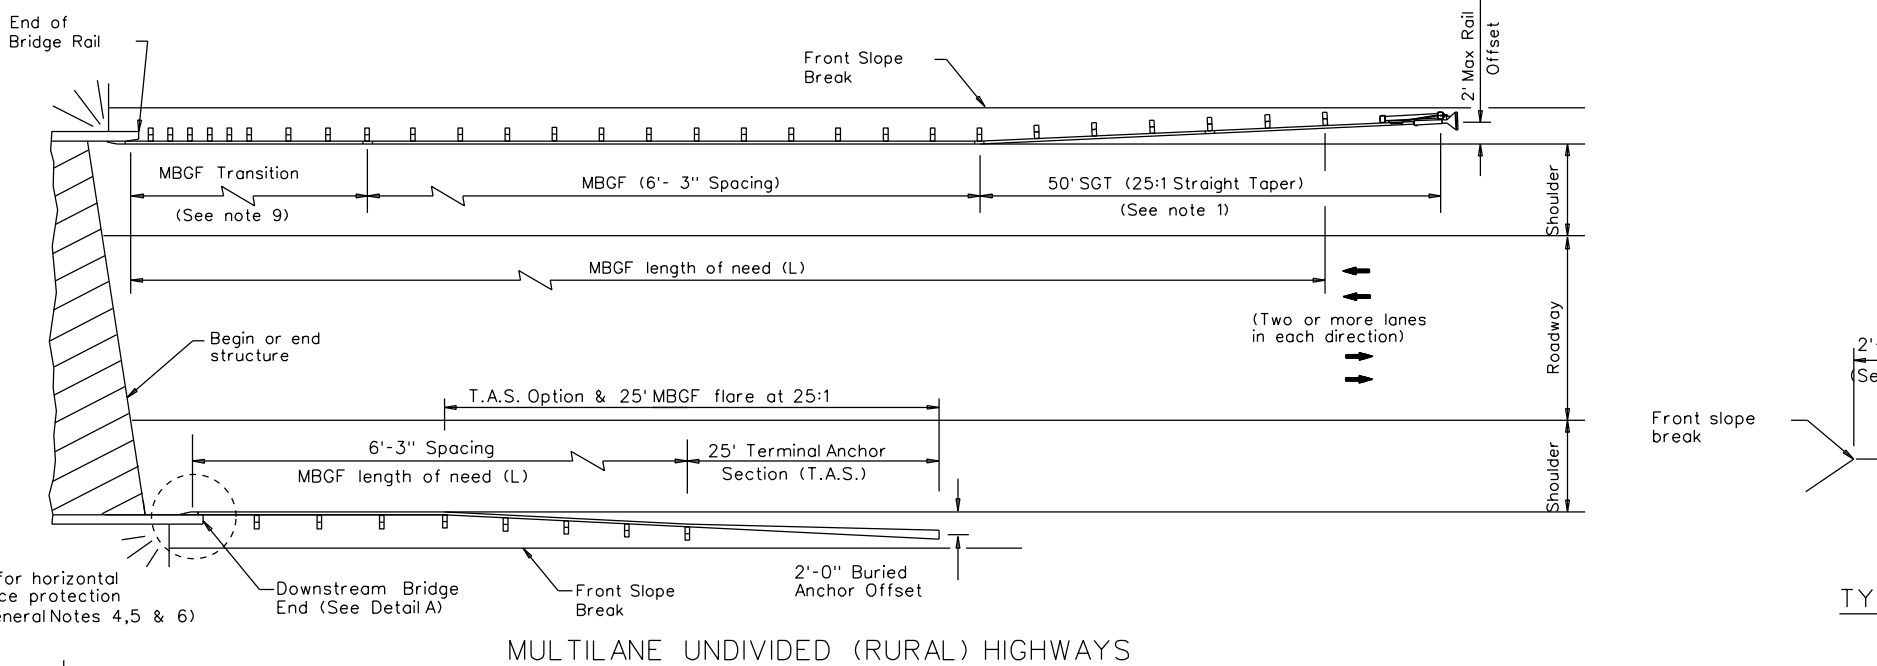 End of
Bridge Rail
Front Slope
Break
2' Max Rail
Offset
MBGF Transition
(See note 9)
MBGF (6'- 3" Spacing)
50' SGT (25:1 Straight Taper)
(See note 1)
Shoulder
MBGF length of need (L)
(Two or more lanes
in each direction)
Roadway
Begin or end
structure
T.A.S. Option & 25' MBGF flare at 25:1
6'-3" Spacing
MBGF length of need (L)
25' Terminal Anchor
Section (T.A.S.)
Shoulder
2'-
(Se
Front slope
break
for horizontal
ce protection
eneral Notes 4,5 & 6)
Downstream Bridge
End (See Detail A)
Front Slope
Break
2'-0" Buried
Anchor Offset
TY
MULTILANE UNDIVIDED (RURAL) HIGHWAYS